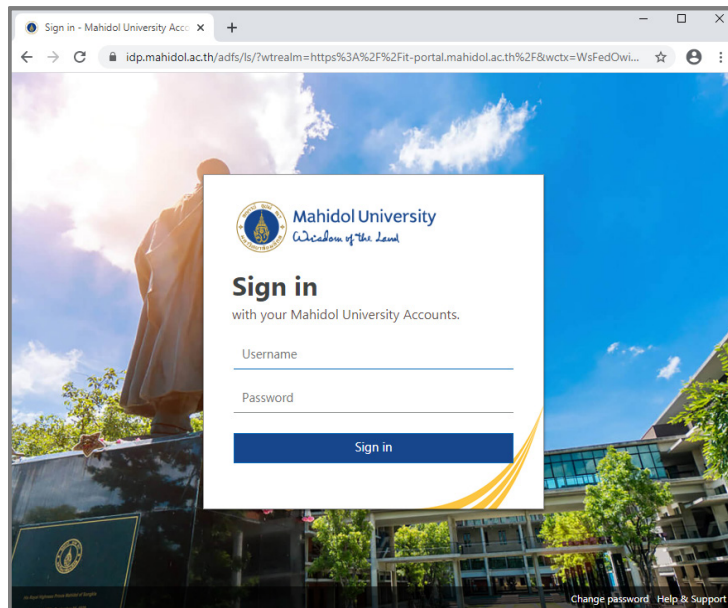 Sign in - Mahidol University Acc
idp.mahidol.ac.th/adfs/ls/?wtrealm=https%3A%2F%2Fit-portal.mahidol.ac.th%2F&wctx=WsFedOwi...
Mahidol University
Wisdom of the Land
Sign in
with your Mahidol University Accounts.
Username
Password
Sign in
Change password Help & Support